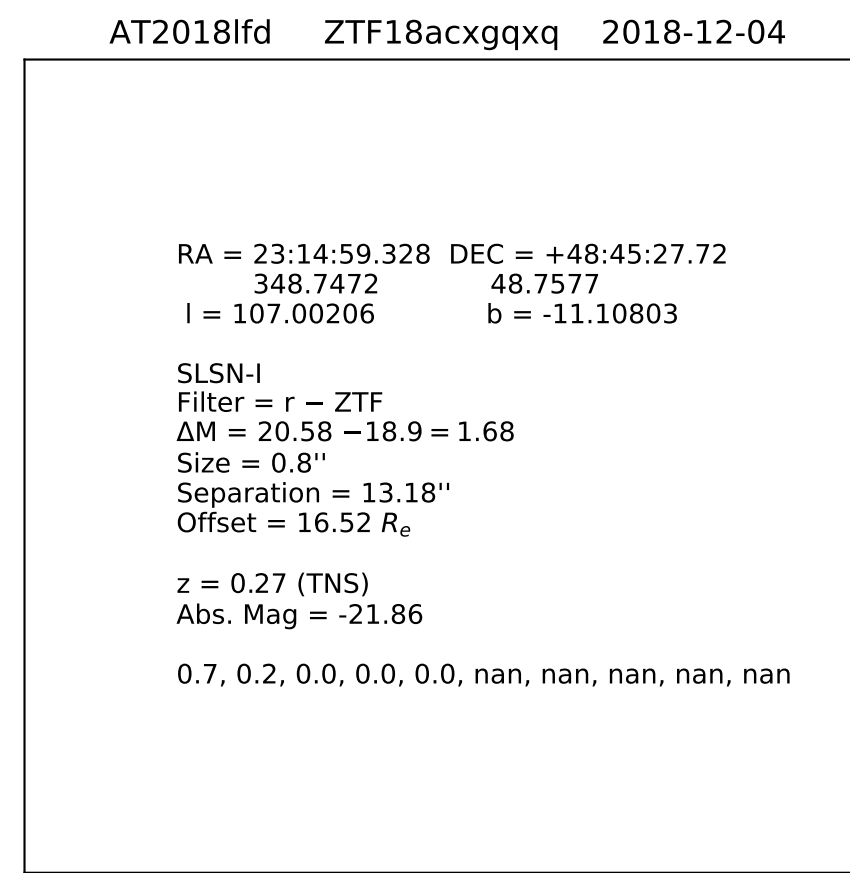 AT2018lfd ZTF18acxgqxq 2018-12-04
RA = 23:14:59.328 DEC = +48:45:27.72
348.7472 48.7577
l = 107.00206 b = -11.10803
SLSN-I
Filter = r − ZTF
ΔM = 20.58 −18.9 = 1.68
Size = 0.8''
Separation = 13.18''
Offset = 16.52 Re
z = 0.27 (TNS)
Abs. Mag = -21.86
0.7, 0.2, 0.0, 0.0, 0.0, nan, nan, nan, nan, nan